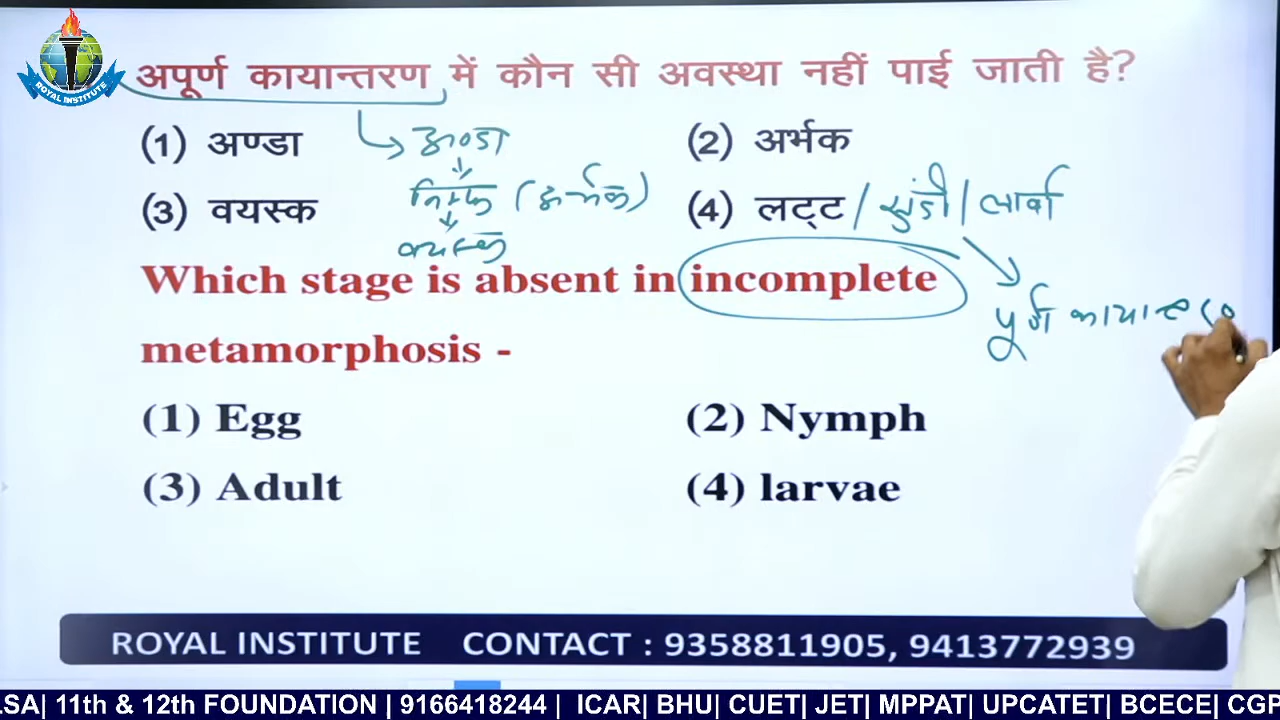 ROYAL INSTITUTE
अपूर्ण कायान्तरण में कौन सी अवस्था नहीं पाई जाती है?
(1) अण्डा
अण्डा
(2) अर्भक
निम्फ (अर्भक)
(3) वयस्क
वयस्क
(4) लट्ट / सुंडी / लार्वा
Which stage is absent in incomplete
पूर्ण
metamorphosis -
(1) Egg
(2) Nymph
(3) Adult
(4) larvae
ROYAL INSTITUTE CONTACT : 9358811905, 9413772939
.SA| 11th & 12th FOUNDATION | 9166418244 | ICAR| BHU| CUET| JET| MPPAT| UPCATET| BCECE| CGP